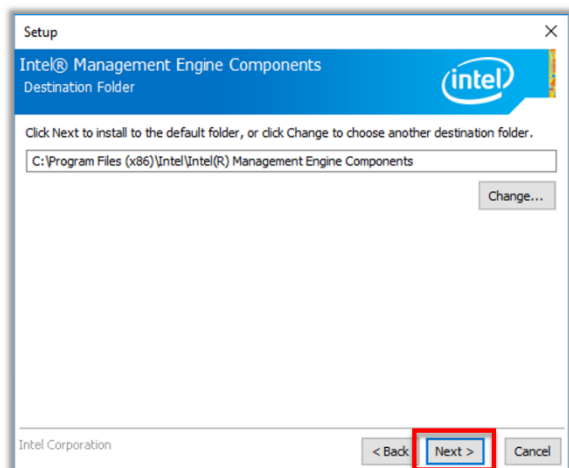 Setup
Intel® Management Engine Components
Destination Folder
intel
Click Next to install to the default folder, or click Change to choose another destination folder.
C:\Program Files (x86)\Intel\Intel(R) Management Engine Components
Change...
Intel Corporation
< Back
Next >
Cancel